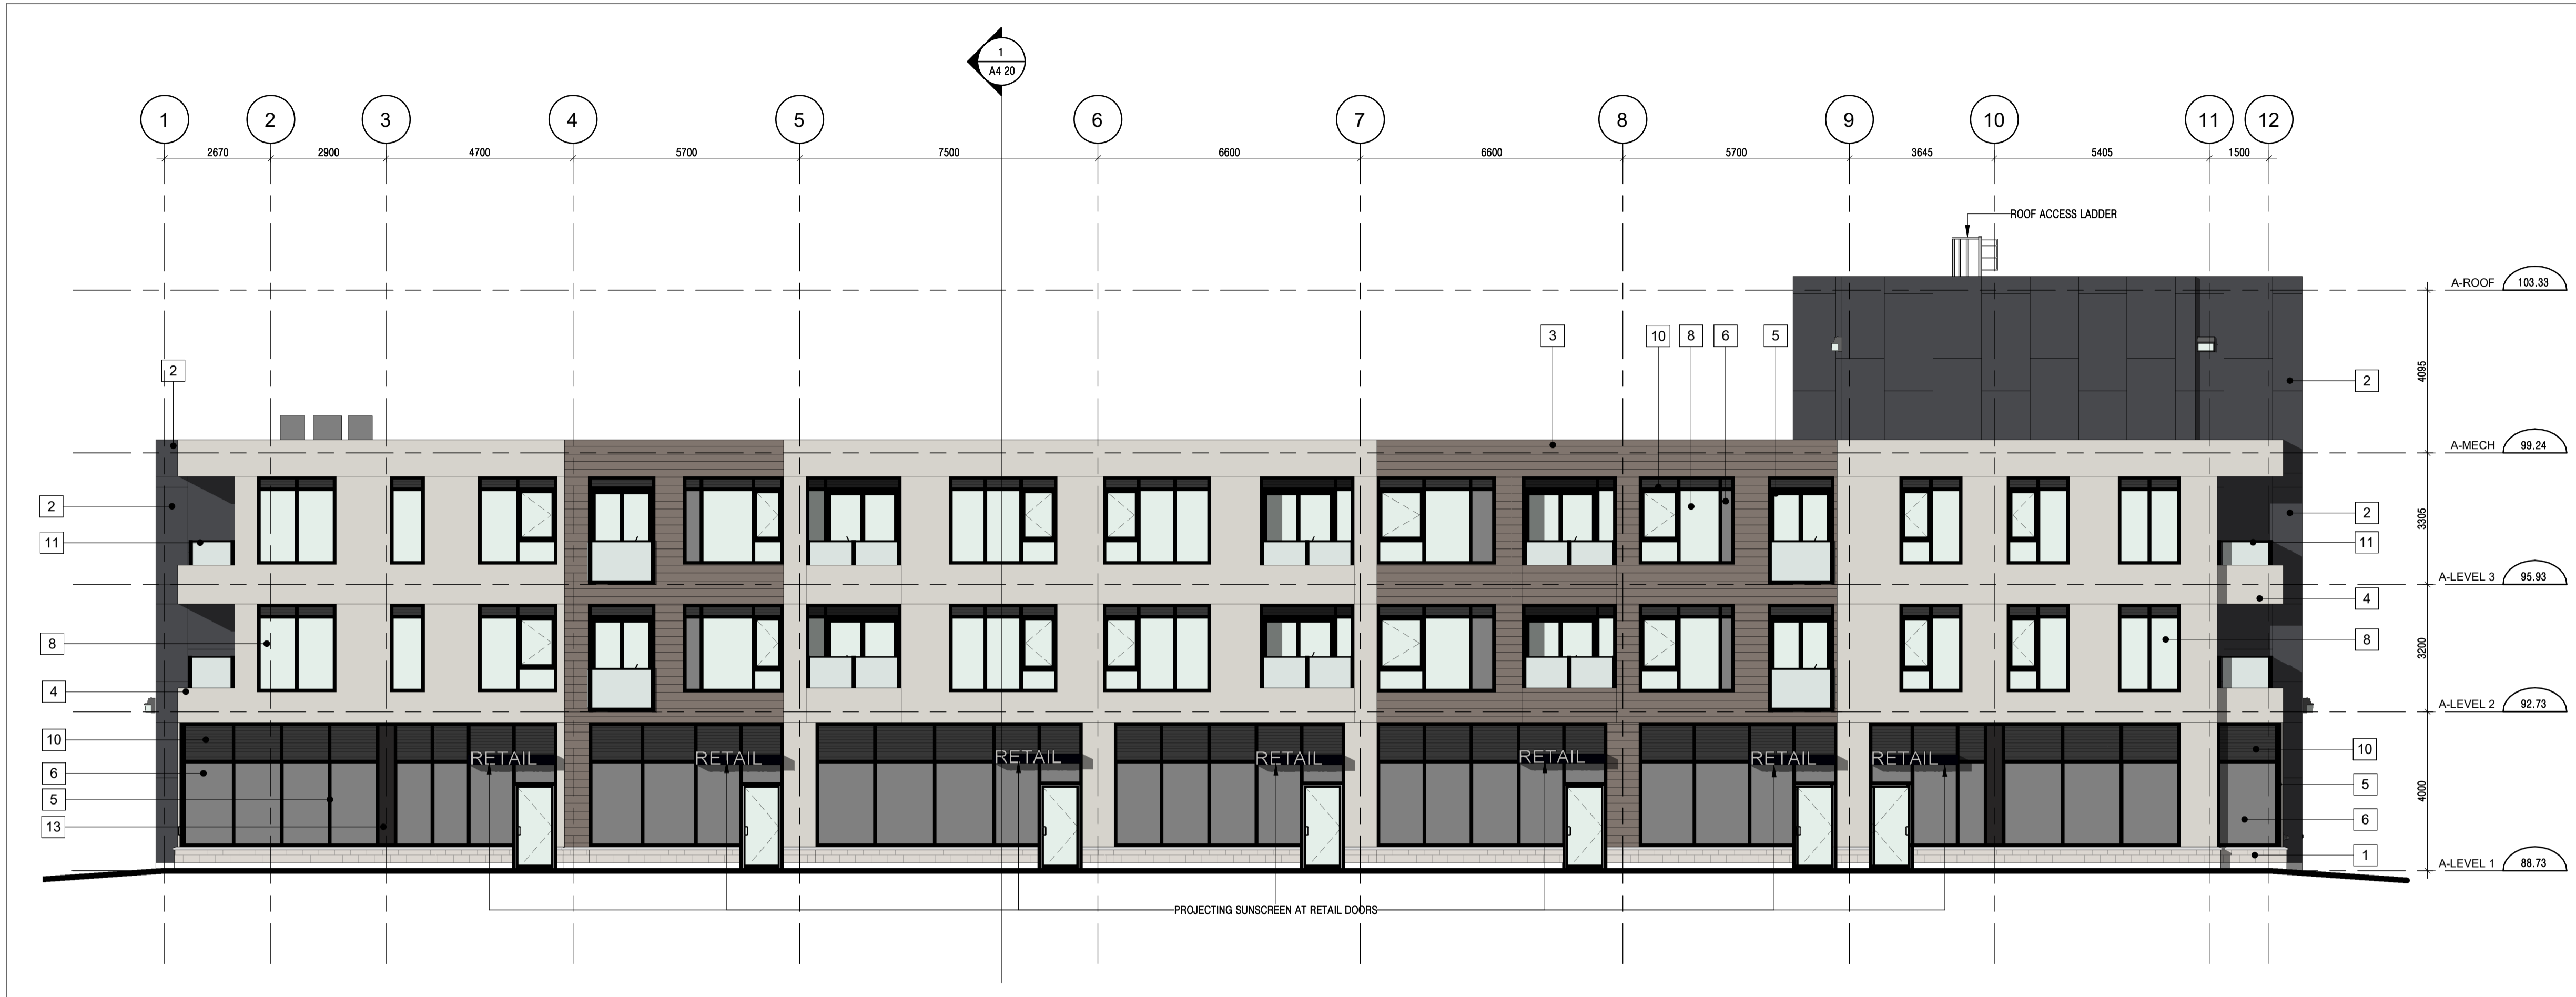 1
A4 20
1 2 3 4 5 6 7 8 9 10 11 12
2670 2900 4700 5700 7500 6600 6600 5700 3645 5405 1500
ROOF ACCESS LADDER
A-ROOF 103.33
3 10 8 6 5
2
4095
2
A-MECH 99.24
2
3305
2
11
11
A-LEVEL 3 95.93
4
8
3200
8
4
A-LEVEL 2 92.73
10
10
RETAIL RETAIL RETAIL RETAIL RETAIL RETAIL RETAIL
6
5
4000
5
6
13
1
A-LEVEL 1 88.73
PROJECTING SUNSCREEN AT RETAIL DOORS